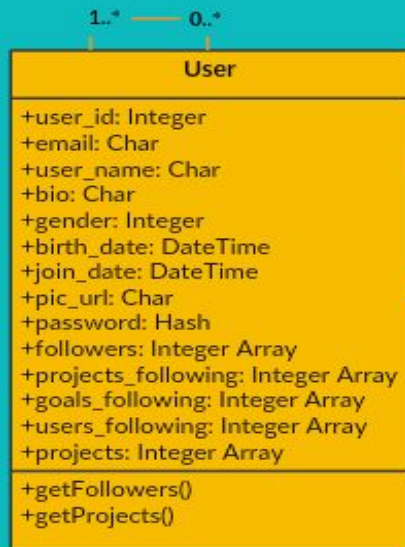 1..* 0..*
User
+user_id: Integer
+email: Char
+user_name: Char
+bio: Char
+gender: Integer
+birth_date: DateTime
+join_date: DateTime
+pic_url: Char
+password: Hash
+followers: Integer Array
+projects_following: Integer Array
+goals_following: Integer Array
+users_following: Integer Array
+projects: Integer Array
+getFollowers()
+getProjects()